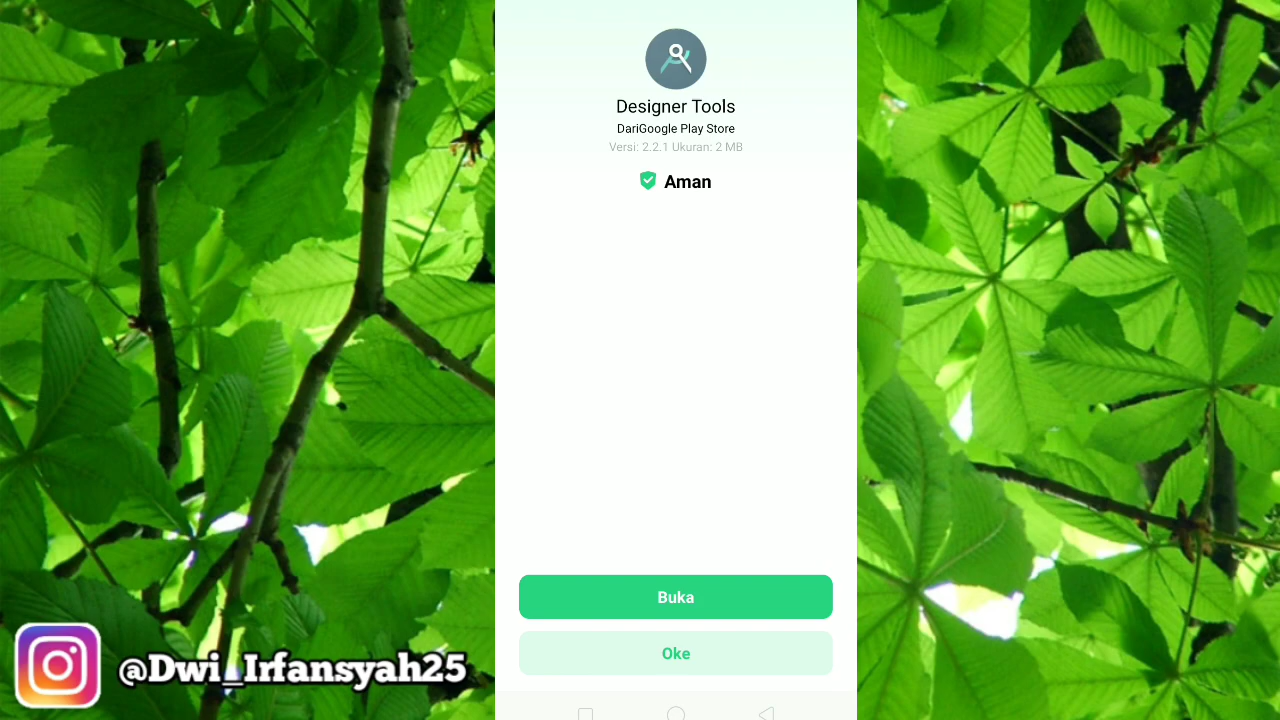 Designer Tools
DariGoogle Play Store
Versi: 2.2.1 Ukuran: 2 MB
Aman
Buka
Oke
@Dwi_Irfansyah25